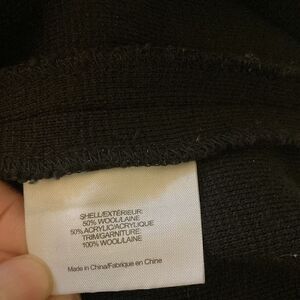 SHELL/EXTÉRIEUR:
50% WOOL/LAINE
50% ACRYLIC/ACRYLIQUE
TRIM/GARNITURE:
100% WOOL/LAINE
Made in China/Fabriqué en Chine